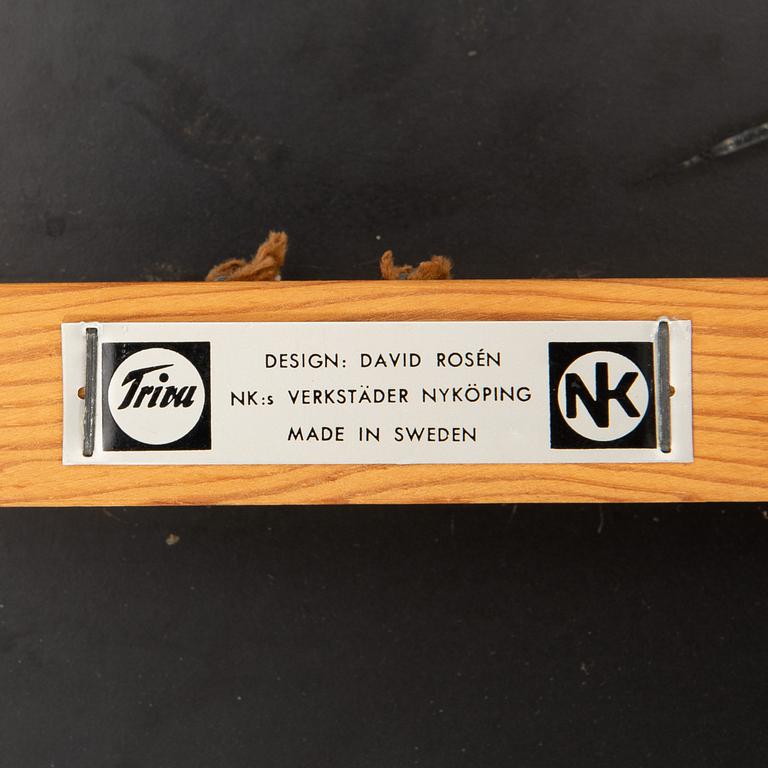 Triva
DESIGN: DAVID ROSÉN
NK:s VERKSTÄDER NYKÖPING
MADE IN SWEDEN
NK